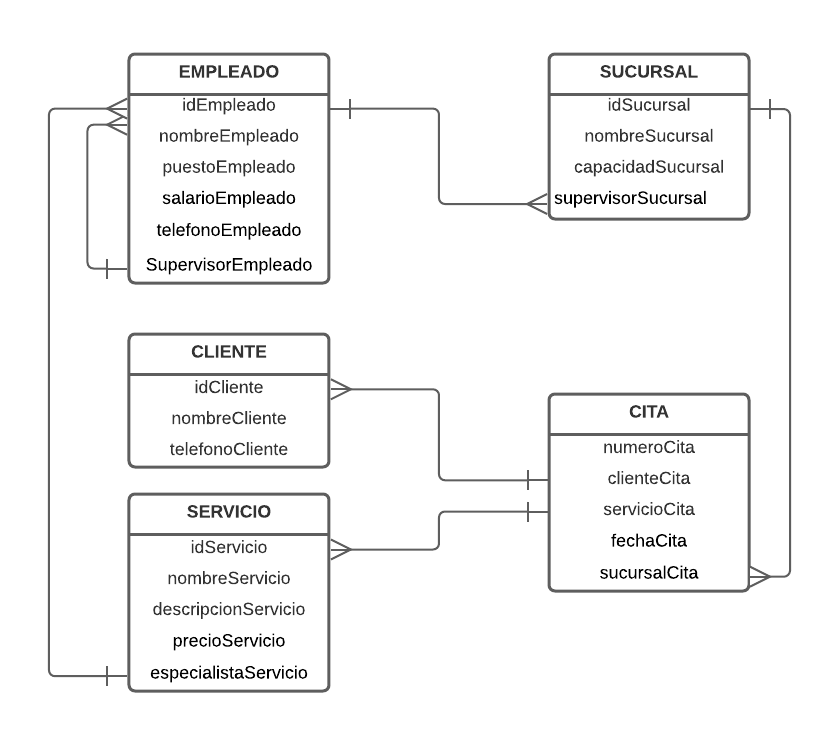 EMPLEADO
idEmpleado
nombreEmpleado
puestoEmpleado
salarioEmpleado
telefonoEmpleado
SupervisorEmpleado
SUCURSAL
idSucursal
nombreSucursal
capacidadSucursal
supervisorSucursal
CLIENTE
idCliente
nombreCliente
telefonoCliente
CITA
numeroCita
clienteCita
servicioCita
fechaCita
sucursalCita
SERVICIO
idServicio
nombreServicio
descripcionServicio
precioServicio
especialistaServicio